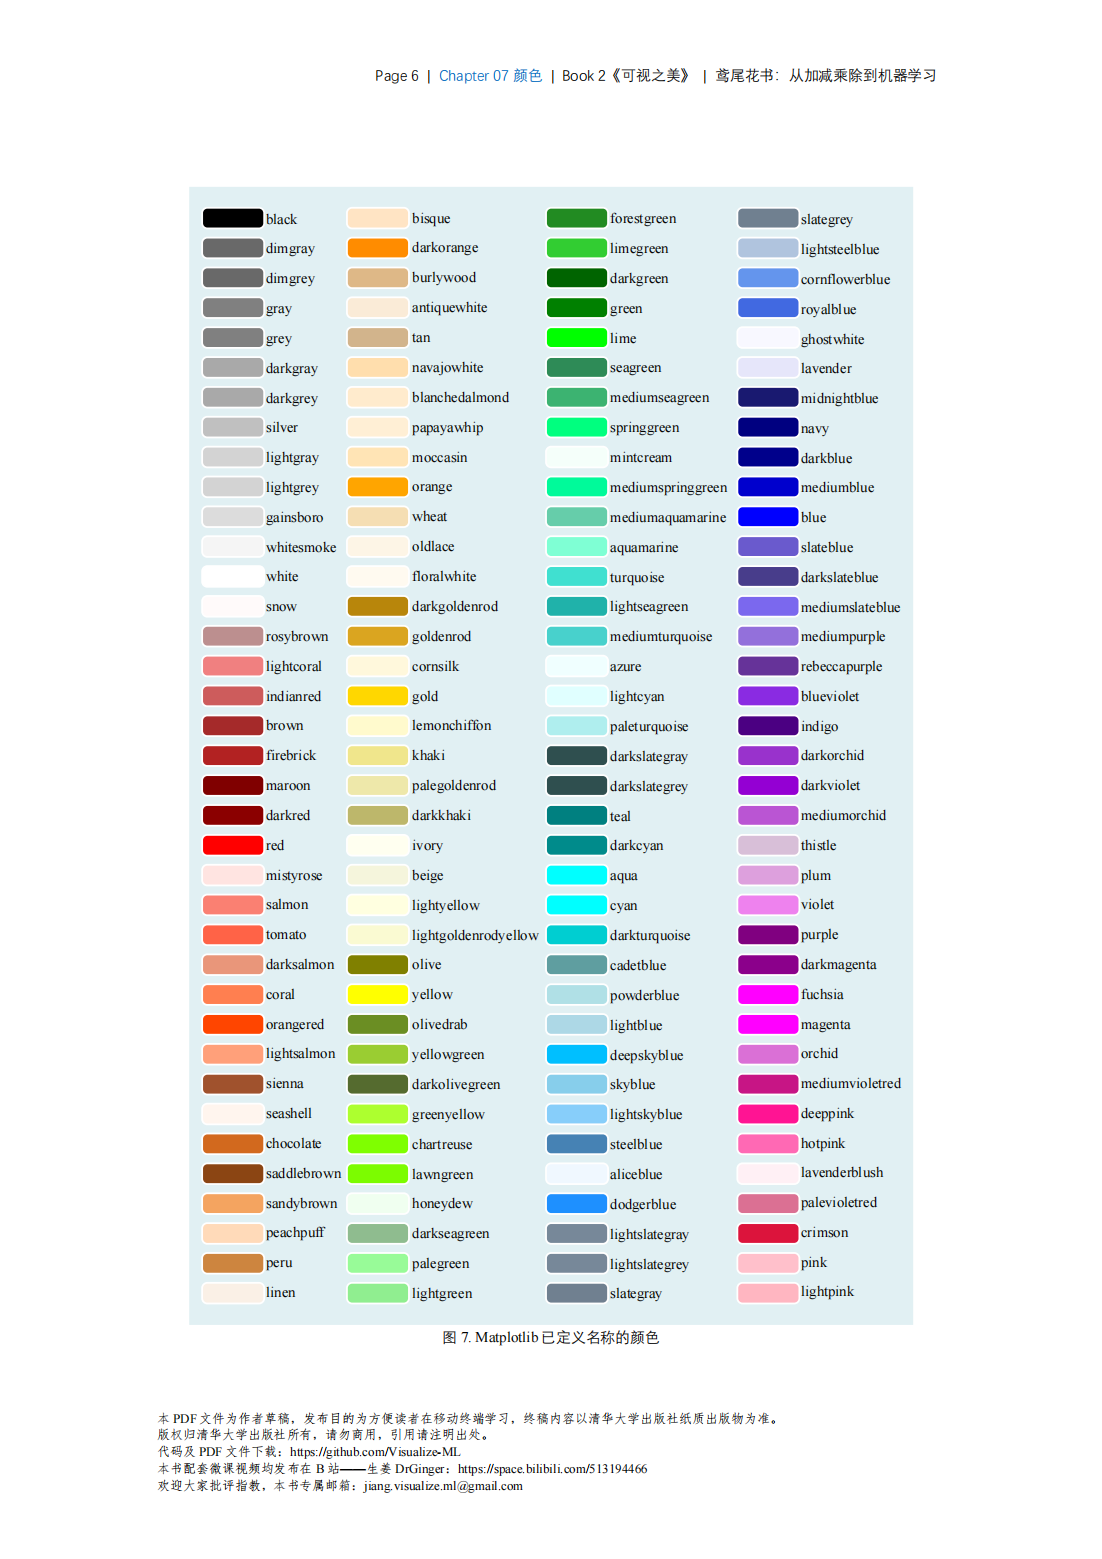 Page 6 | Chapter 07 颜色 | Book 2《可视之美》 | 鸢尾花书：从加减乘除到机器学习
black
dimgray
dimgrey
gray
grey
darkgray
darkgrey
silver
lightgray
lightgrey
gainsboro
whitesmoke
white
snow
rosybrown
lightcoral
indianred
brown
firebrick
maroon
darkred
red
mistyrose
salmon
tomato
darksalmon
coral
orangered
lightsalmon
sienna
seashell
chocolate
saddlebrown
sandybrown
peachpuff
peru
linen
bisque
darkorange
burlywood
antiquewhite
tan
navajowhite
blanchedalmond
papayawhip
moccasin
orange
wheat
oldlace
floralwhite
darkgoldenrod
goldenrod
cornsilk
gold
lemonchiffon
khaki
palegoldenrod
darkkhaki
ivory
beige
lightyellow
lightgoldenrodyellow
olive
yellow
olivedrab
yellowgreen
darkolivegreen
greenyellow
chartreuse
lawngreen
honeydew
darkseagreen
palegreen
lightgreen
forestgreen
limegreen
darkgreen
green
lime
seagreen
mediumseagreen
springgreen
mintcream
mediumspringgreen
mediumaquamarine
aquamarine
turquoise
lightseagreen
mediumturquoise
azure
lightcyan
paleturquoise
darkslategray
darkslategrey
teal
darkcyan
aqua
cyan
darkturquoise
cadetblue
powderblue
lightblue
deepskyblue
skyblue
lightskyblue
steelblue
aliceblue
dodgerblue
lightslategray
lightslategrey
slategray
slategrey
lightsteelblue
cornflowerblue
royalblue
ghostwhite
lavender
midnightblue
navy
darkblue
mediumblue
blue
slateblue
darkslateblue
mediumslateblue
mediumpurple
rebeccapurple
blueviolet
indigo
darkorchid
darkviolet
mediumorchid
thistle
plum
violet
purple
darkmagenta
fuchsia
magenta
orchid
mediumvioletred
deeppink
hotpink
lavenderblush
palevioletred
crimson
pink
lightpink
图 7. Matplotlib 已定义名称的颜色
本 PDF 文件为作者草稿，发布目的为方便读者在移动终端学习，终稿内容以清华大学出版社纸质出版物为准。
版权归清华大学出版社所有，请勿商用，引用请注明出处。
代码及 PDF 文件下载：https://github.com/Visualize-ML
本书配套微课视频均发布在 B 站——生姜 DrGinger：https://space.bilibili.com/513194466
欢迎大家批评指教，本书专属邮箱：jiang.visualize.ml@gmail.com